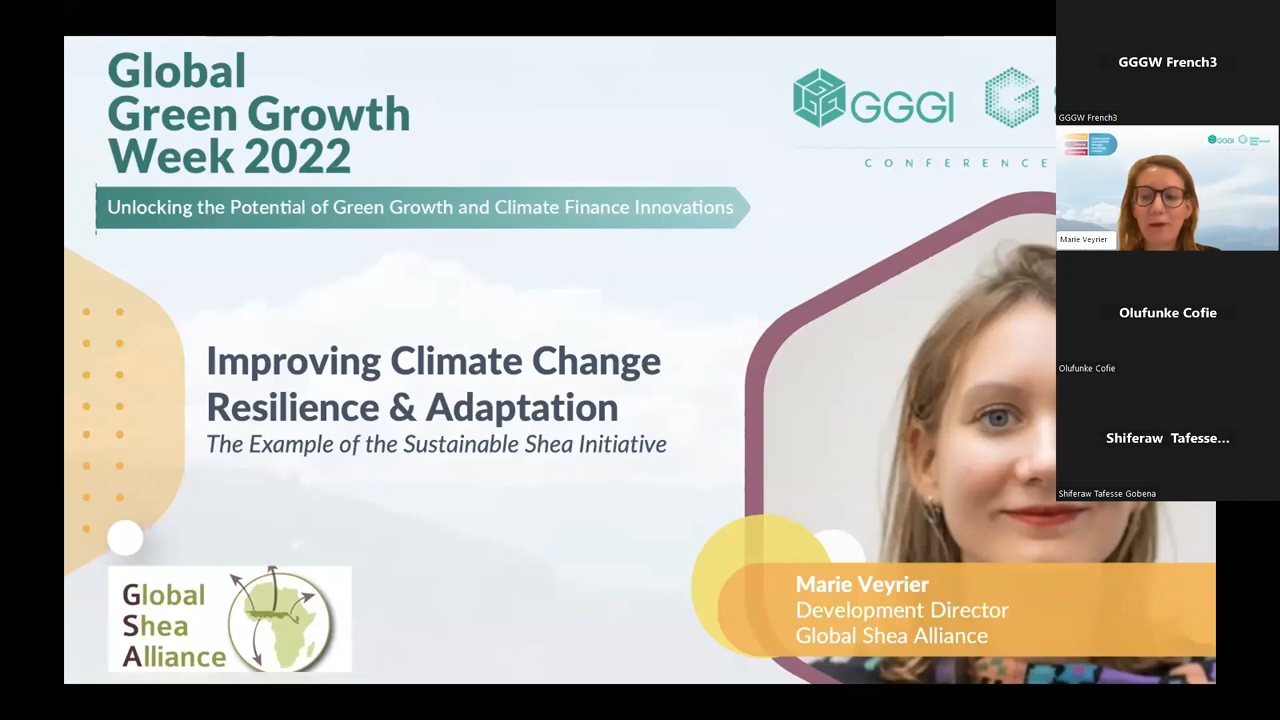 Global
Green Growth
Week 2022
Unlocking the Potential of Green Growth and Climate Finance Innovations
GGGI
CONFERENCE
Improving Climate Change
Resilience & Adaptation
The Example of the Sustainable Shea Initiative
Global
Shea
Alliance
Marie Veyrier
Development Director
Global Shea Alliance
GGGW French3
GGGW French3
GGGI
Marie Veyrier
Olufunke Cofie
Olufunke Cofie
Shiferaw Tafesse...
Shiferaw Tafesse Gobena